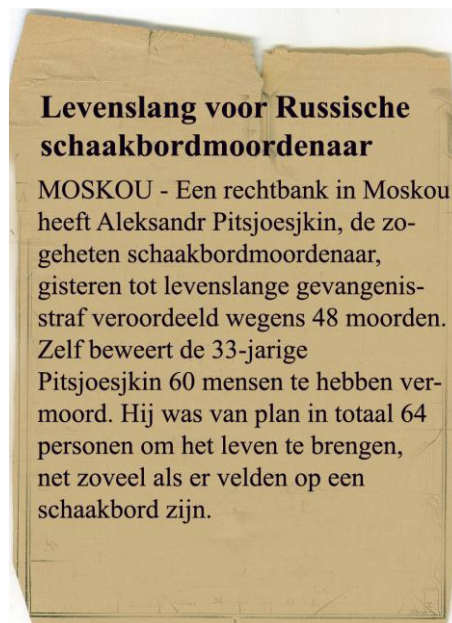 Levenslang voor Russische
schaakbordmoordenaar
MOSKOU - Een rechtbank in Moskou
heeft Aleksandr Pitsjoesjkin, de zo-
geheten schaakbordmoordenaar,
gisteren tot levenslange gevangenis-
straf veroordeeld wegens 48 moorden.
Zelf beweert de 33-jarige
Pitsjoesjkin 60 mensen te hebben ver-
moord. Hij was van plan in totaal 64
personen om het leven te brengen,
net zoveel als er velden op een
schaakbord zijn.